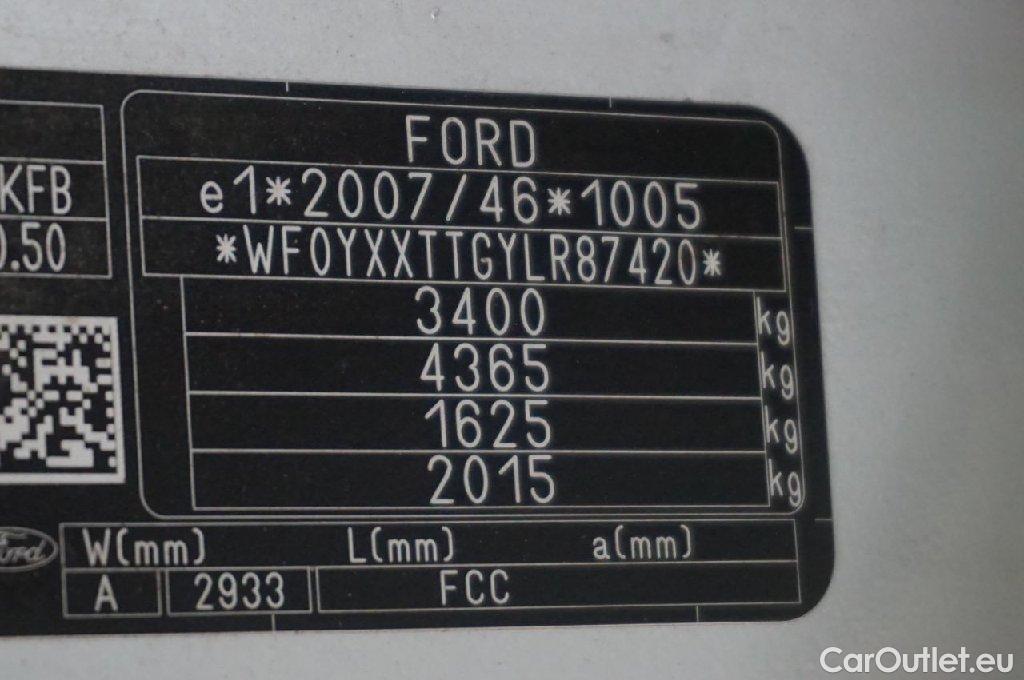 FORD
KFB
e1*2007/46*1005
0.50
*WF0YXXTTGYLR87420*
3400 kg
4365 kg
1625 kg
2015 kg
Ford
W(mm) L(mm) a(mm)
A 2933 FCC
CarOutlet.eu